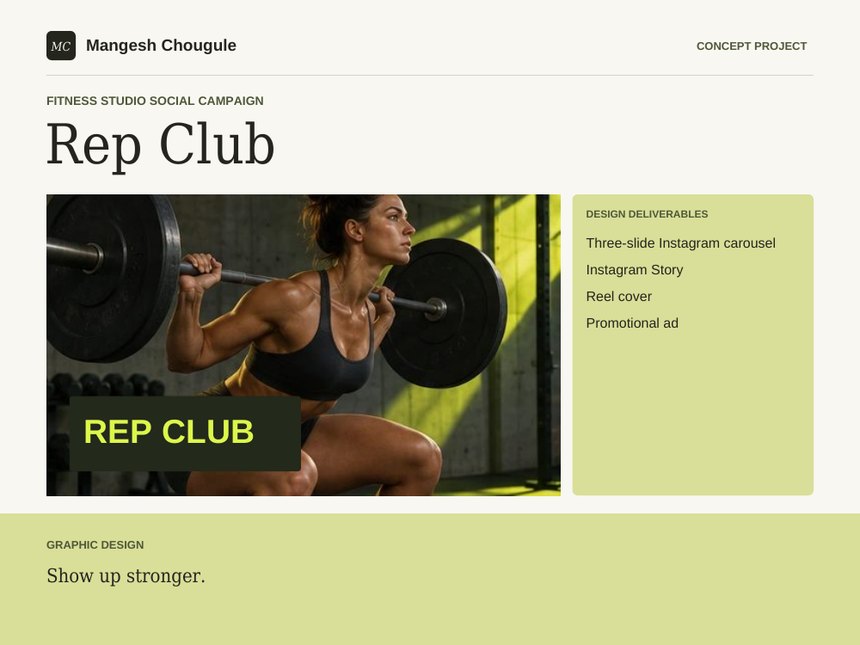 MC
Mangesh Chougule
CONCEPT PROJECT
FITNESS STUDIO SOCIAL CAMPAIGN
Rep Club
REP CLUB
DESIGN DELIVERABLES
Three-slide Instagram carousel
Instagram Story
Reel cover
Promotional ad
GRAPHIC DESIGN
Show up stronger.